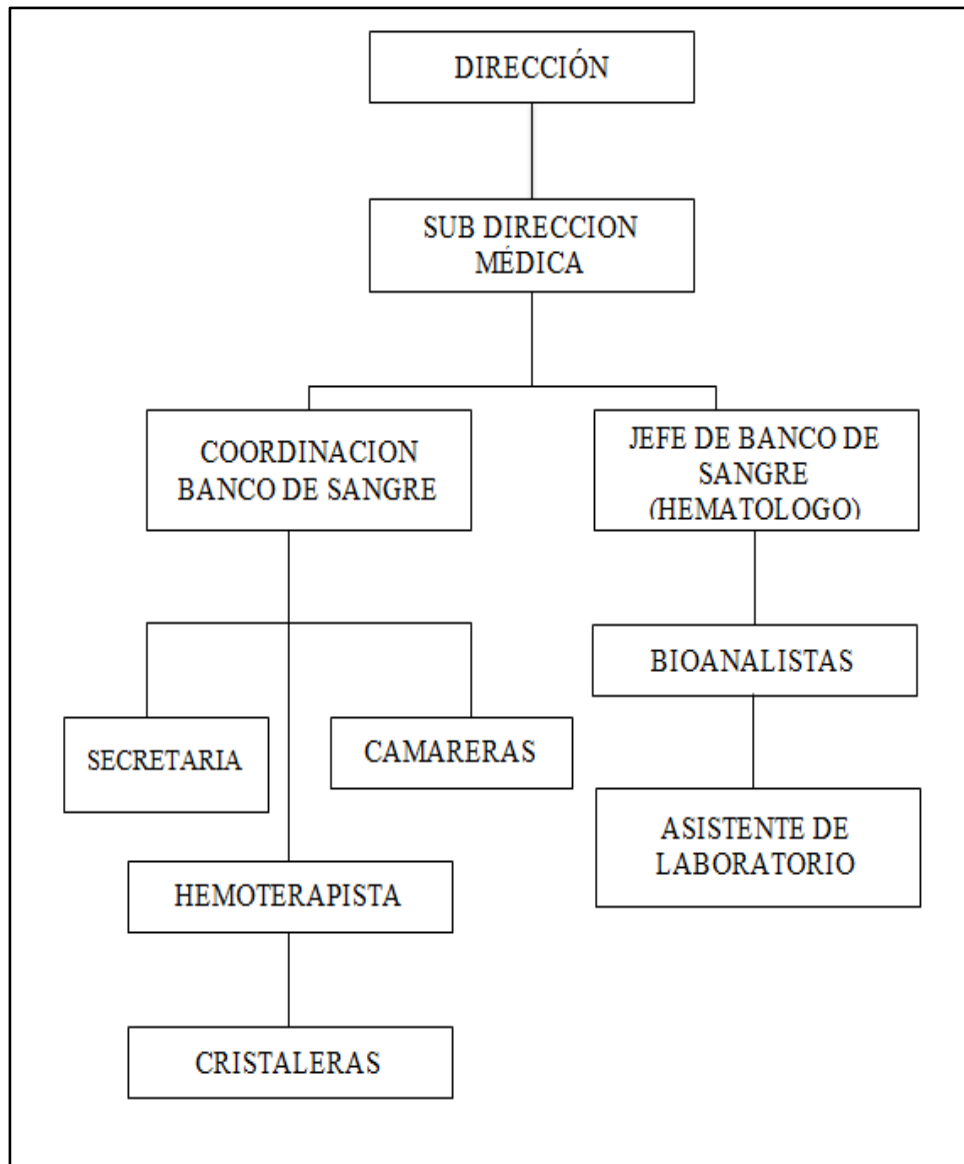 DIRECCIÓN
SUB DIRECCION
MÉDICA
COORDINACION
BANCO DE SANGRE
JEFE DE BANCO DE
SANGRE
(HEMATOLOGO)
BIOANALISTAS
SECRETARIA
CAMARERAS
ASISTENTE DE
LABORATORIO
HEMOTERAPISTA
CRISTALERAS